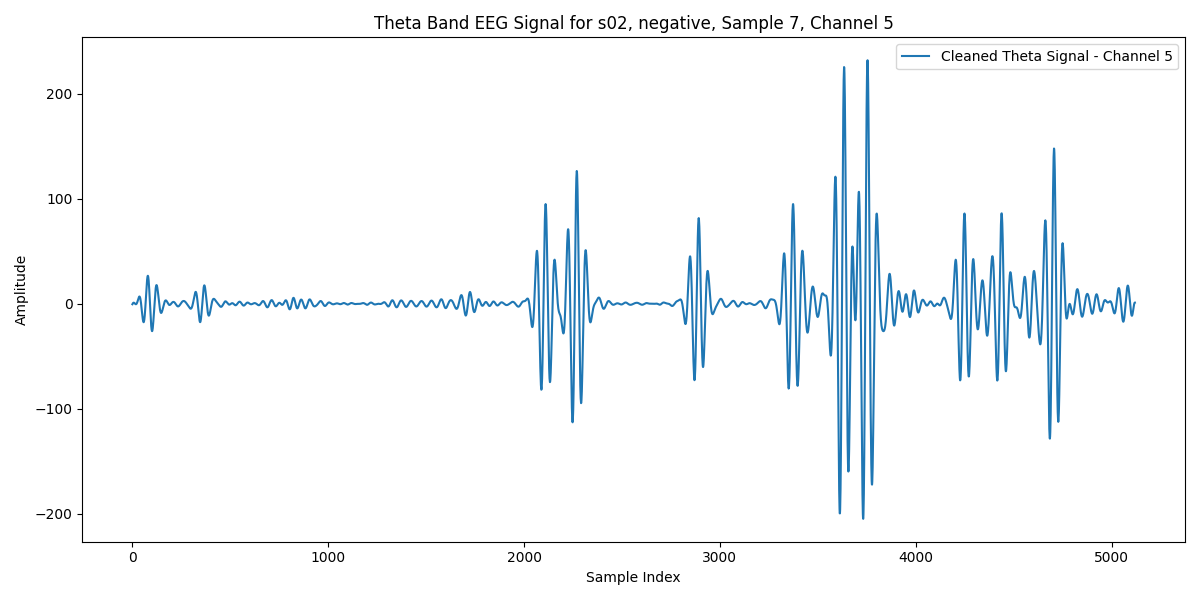 Theta Band EEG Signal for s02, negative, Sample 7, Channel 5
Cleaned Theta Signal - Channel 5
Amplitude
200
100
0
−100
−200
0 1000 2000 3000 4000 5000
Sample Index